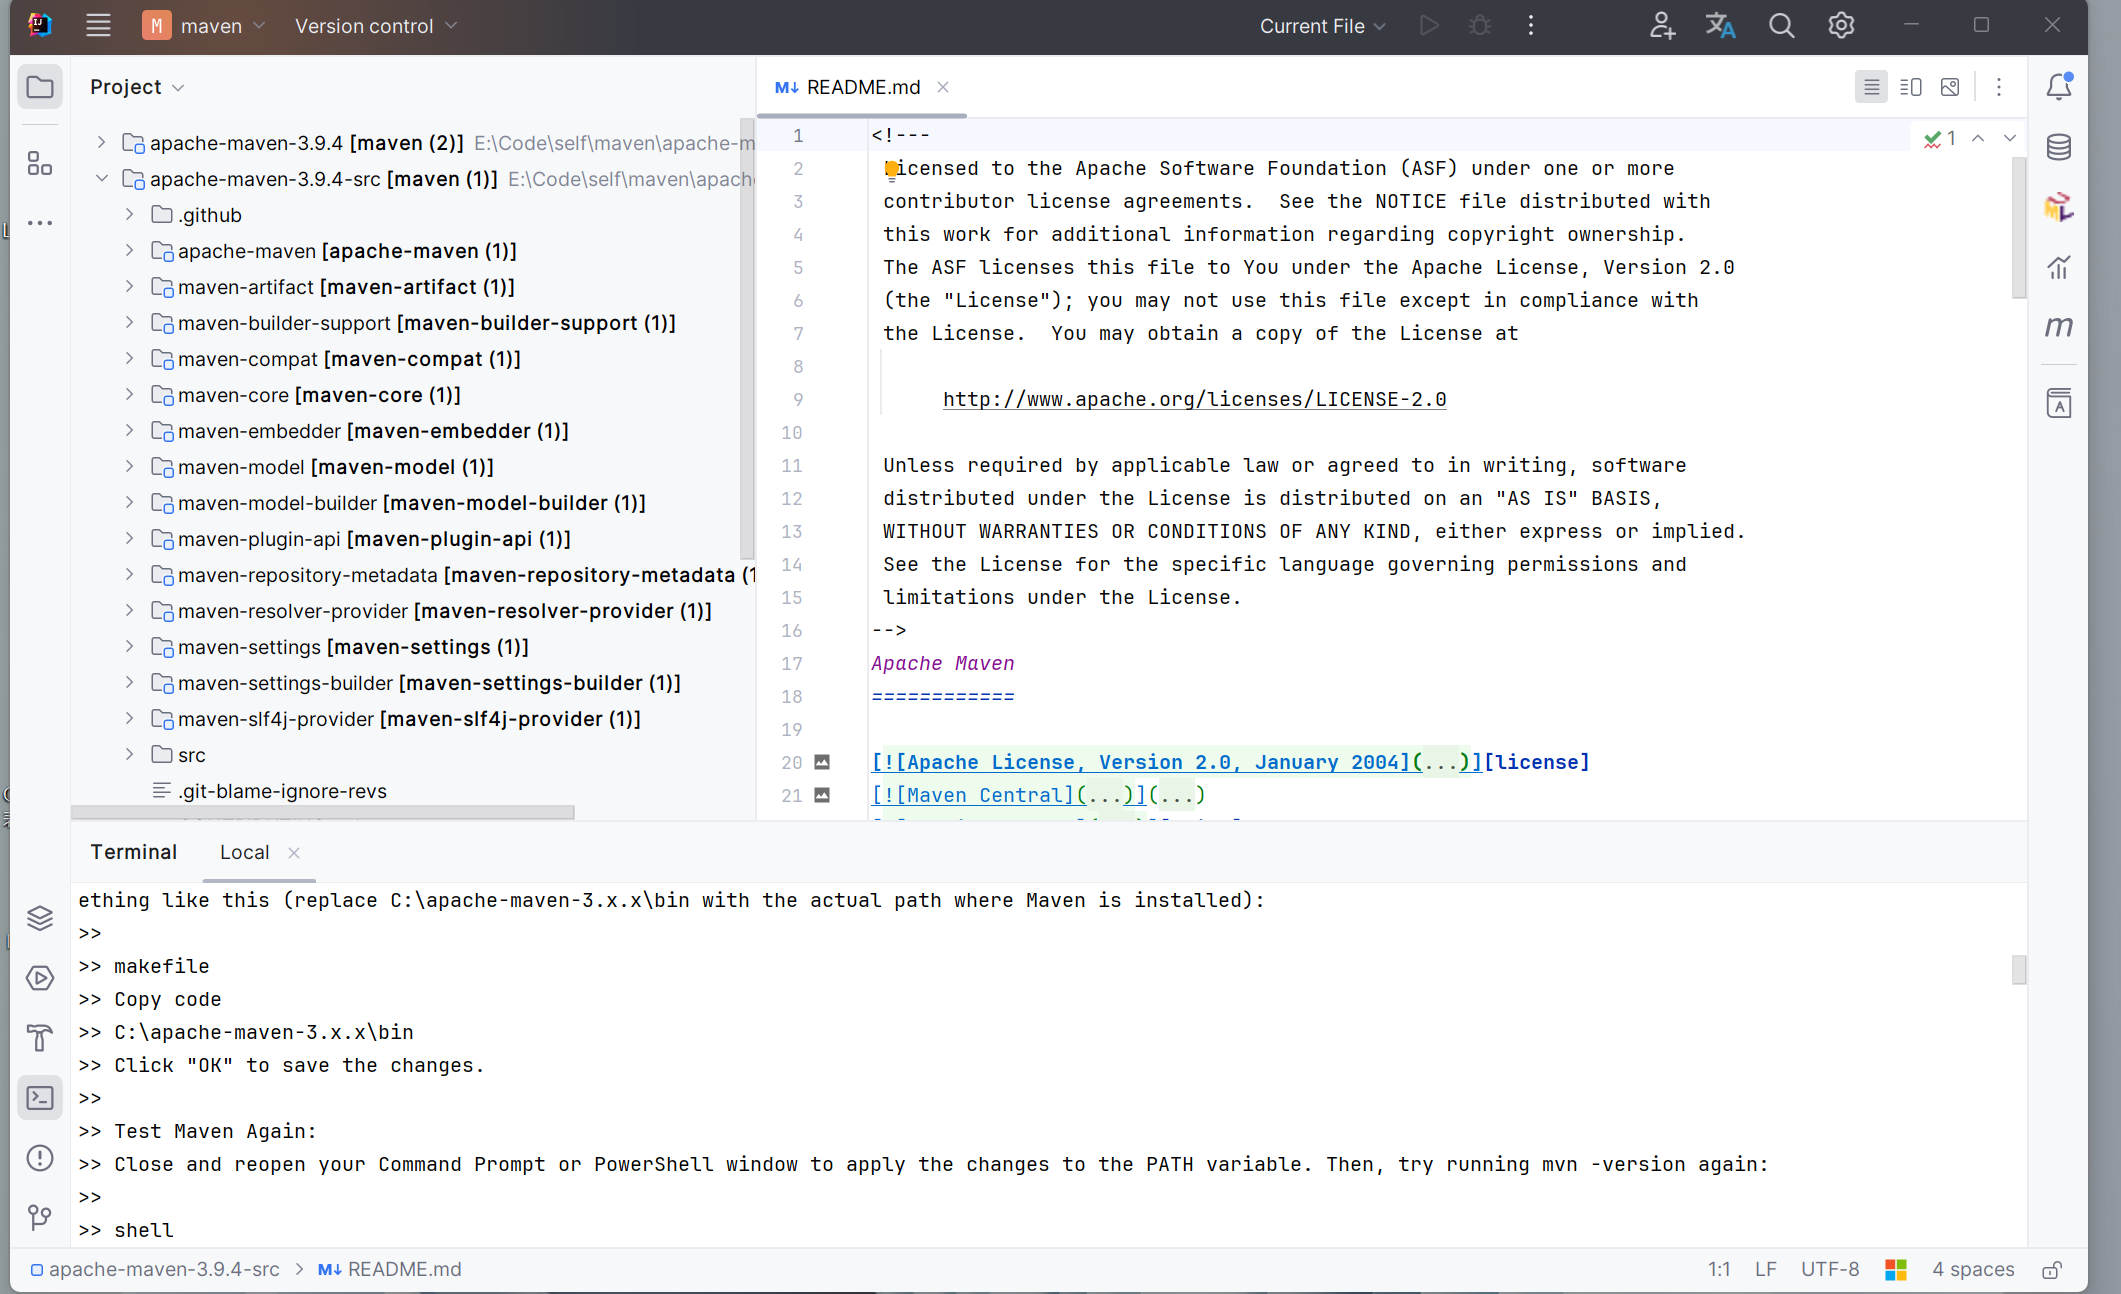 M maven Version control Current File
Project
README.md
apache-maven-3.9.4 [maven (2)] E:\Code\self\maven\apache-m
apache-maven-3.9.4-src [maven (1)] E:\Code\self\maven\apach
.github
apache-maven [apache-maven (1)]
maven-artifact [maven-artifact (1)]
maven-builder-support [maven-builder-support (1)]
maven-compat [maven-compat (1)]
maven-core [maven-core (1)]
maven-embedder [maven-embedder (1)]
maven-model [maven-model (1)]
maven-model-builder [maven-model-builder (1)]
maven-plugin-api [maven-plugin-api (1)]
maven-repository-metadata [maven-repository-metadata (1
maven-resolver-provider [maven-resolver-provider (1)]
maven-settings [maven-settings (1)]
maven-settings-builder [maven-settings-builder (1)]
maven-slf4j-provider [maven-slf4j-provider (1)]
src
.git-blame-ignore-revs
1 <!---
1
2 Licensed to the Apache Software Foundation (ASF) under one or more
3 contributor license agreements.  See the NOTICE file distributed with
4 this work for additional information regarding copyright ownership.
5 The ASF licenses this file to You under the Apache License, Version 2.0
6 (the "License"); you may not use this file except in compliance with
7 the License.  You may obtain a copy of the License at
8
9 http://www.apache.org/licenses/LICENSE-2.0
10
11 Unless required by applicable law or agreed to in writing, software
12 distributed under the License is distributed on an "AS IS" BASIS,
13 WITHOUT WARRANTIES OR CONDITIONS OF ANY KIND, either express or implied.
14 See the License for the specific language governing permissions and
15 limitations under the License.
16 -->
17 Apache Maven
18 ============
19
20 [![Apache License, Version 2.0, January 2004](...)][license]
21 [![Maven Central](...)](...)
Terminal Local
ething like this (replace C:\apache-maven-3.x.x\bin with the actual path where Maven is installed):
>>
>> makefile
>> Copy code
>> C:\apache-maven-3.x.x\bin
>> Click "OK" to save the changes.
>>
>> Test Maven Again:
>> Close and reopen your Command Prompt or PowerShell window to apply the changes to the PATH variable. Then, try running mvn -version again:
>>
>> shell
apache-maven-3.9.4-src > README.md 1:1 LF UTF-8 4 spaces